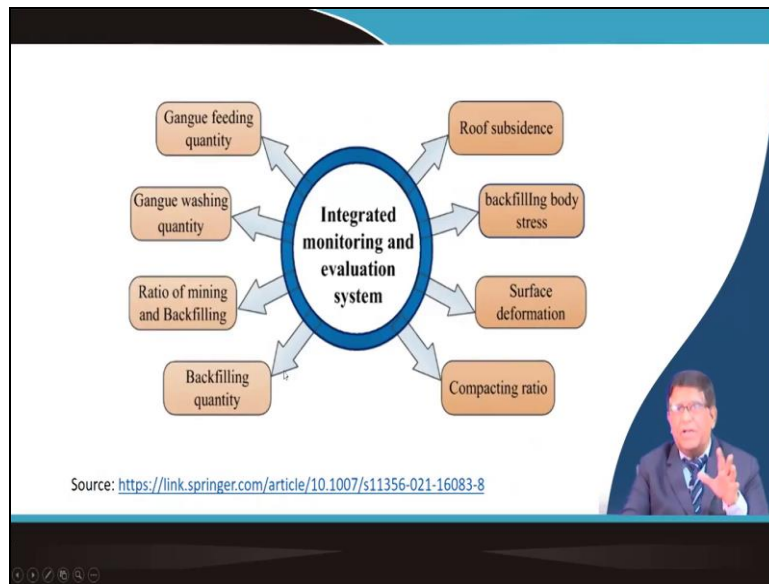 Gangue feeding
quantity
Roof subsidence
Gangue washing
quantity
backfillIng body
stress
Integrated
monitoring and
evaluation
system
Ratio of mining
and Backfilling
Surface
deformation
Backfilling
quantity
Compacting ratio
Source: https://link.springer.com/article/10.1007/s11356-021-16083-8